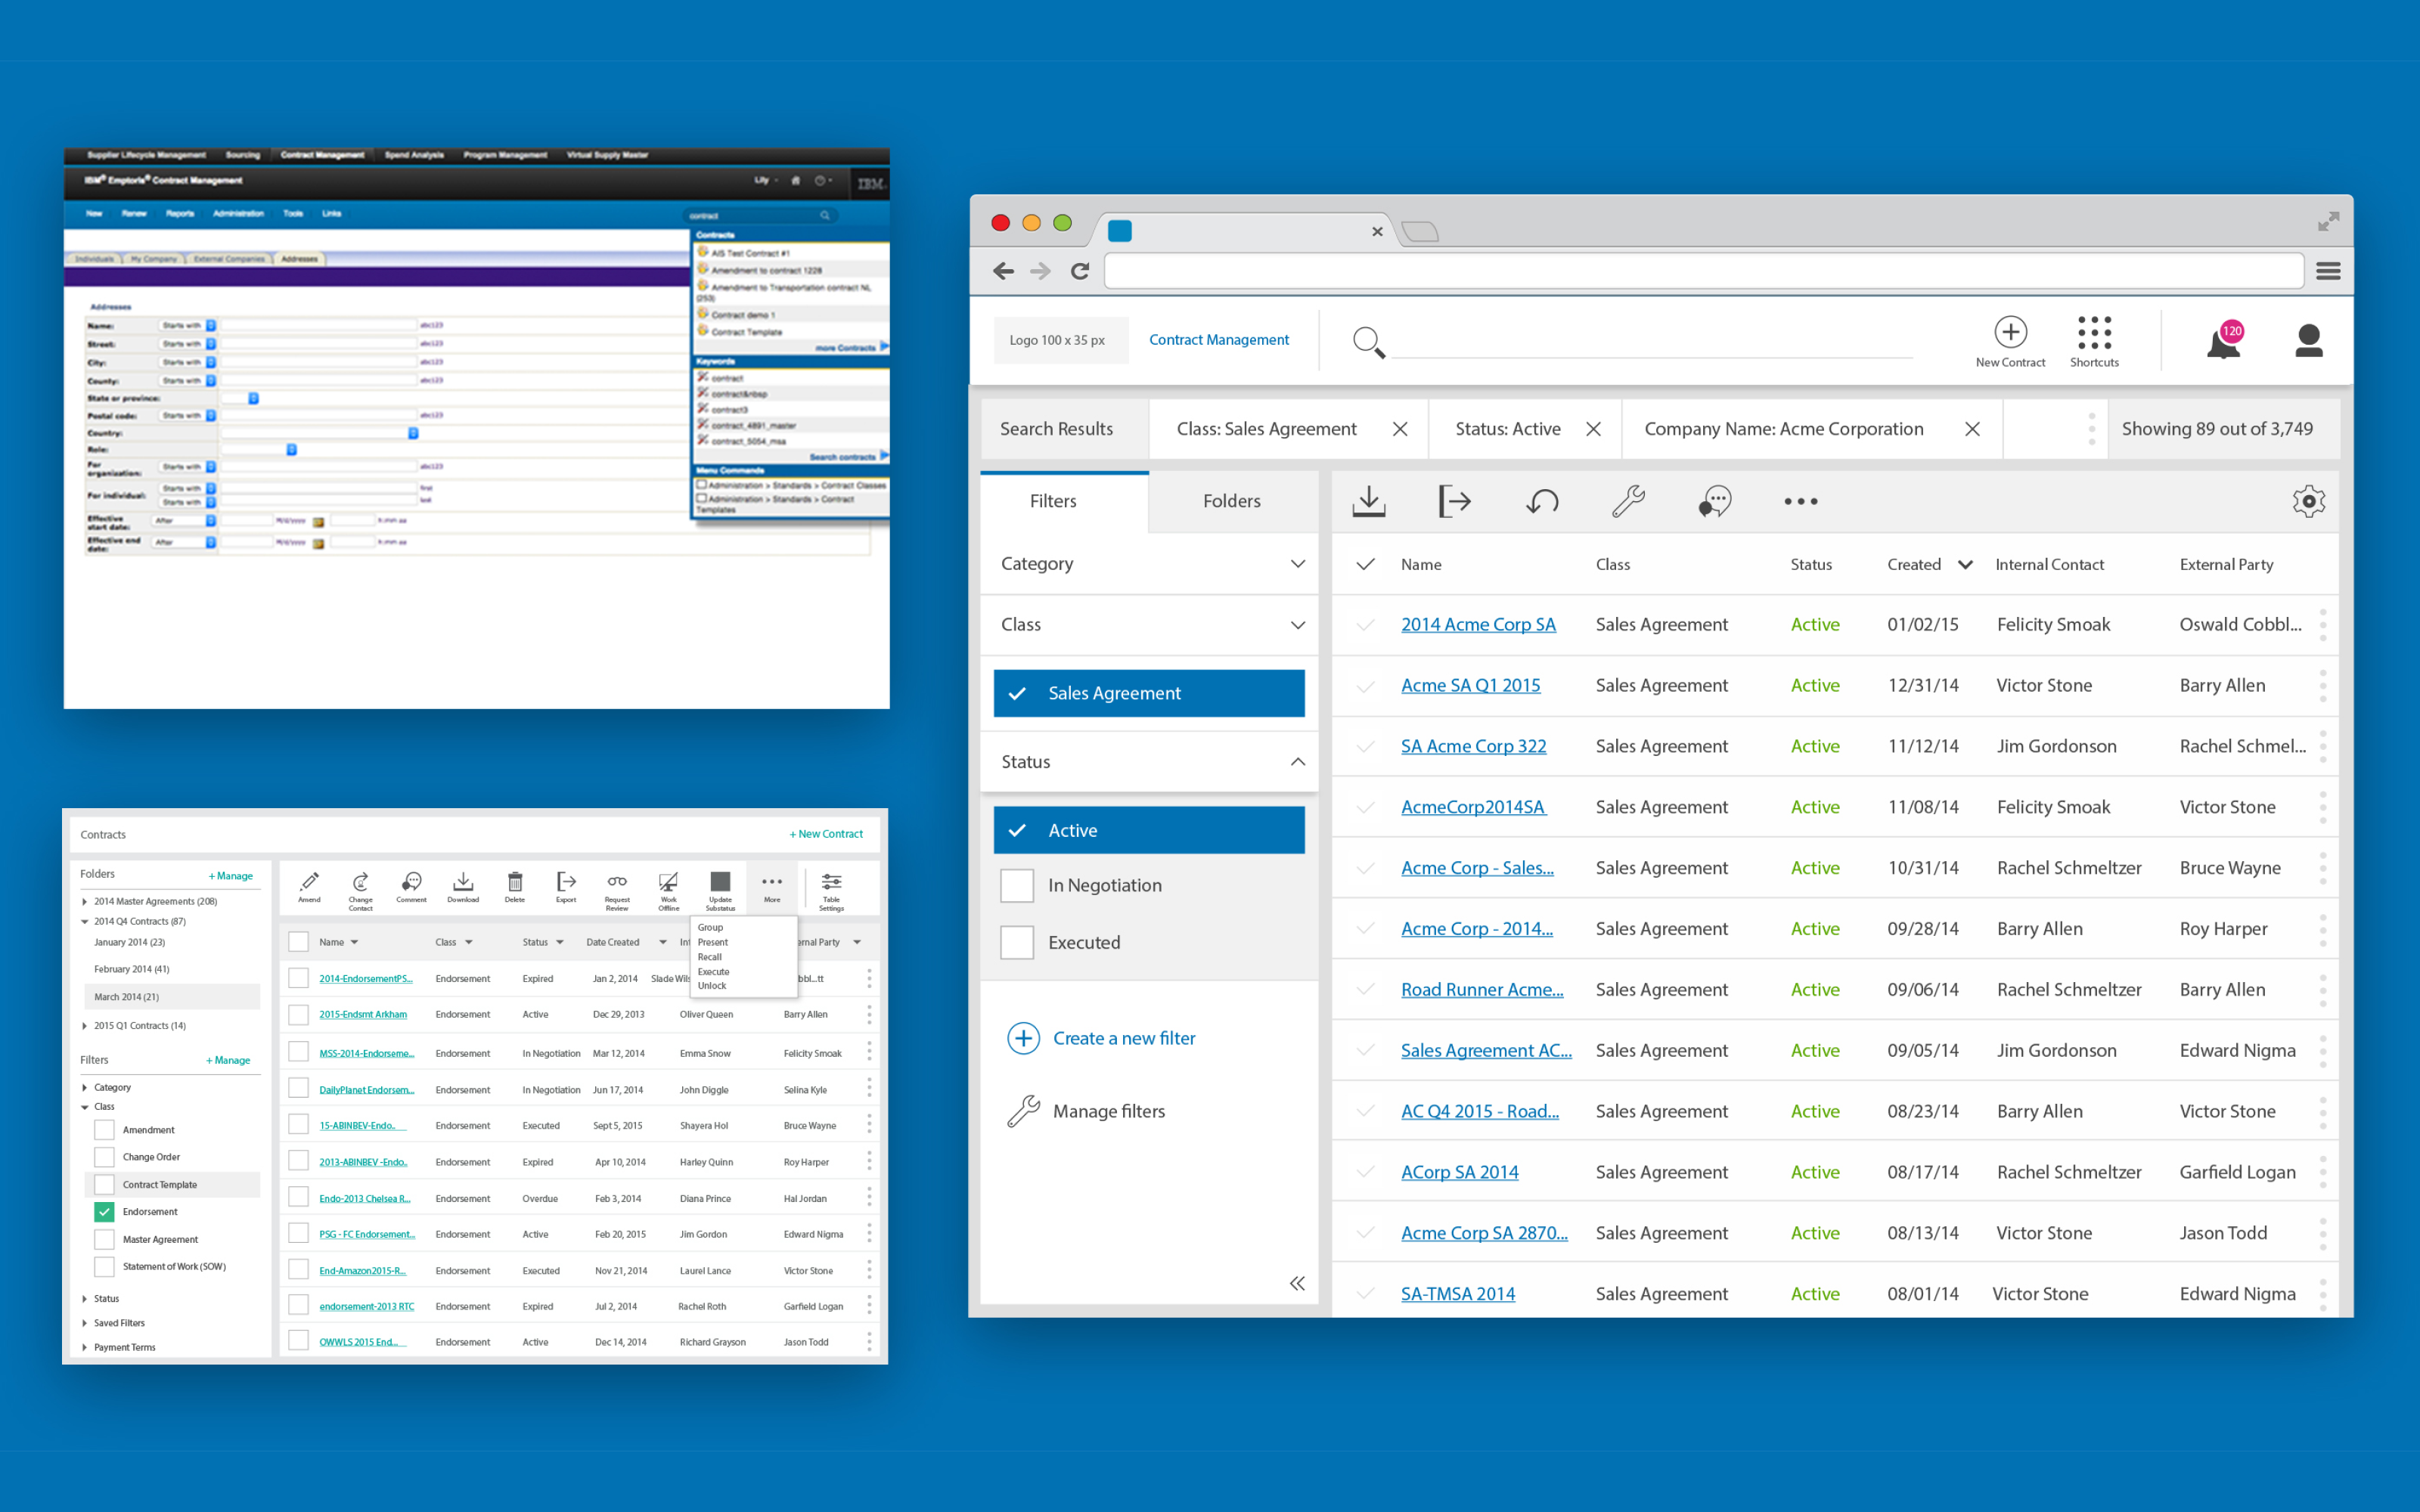 Supplier Lifecycle Management Sourcing Contract Management Spend Analysis Program Management Virtual Supply Master
IBM® Emptoris® Contract Management Lily IBM
New Renew Reports Administration Tools Links contract
Individuals My Company External Companies Addresses
Addresses
Name: Starts with abc123
Street: Starts with abc123
City: Starts with abc123
County: Starts with abc123
State or province:
Postal code: Starts with abc123
Country:
Role:
For organization: Starts with abc123
For individual: Starts with first
Starts with last
Effective start date: After M/d/yyyy h:mm aa
Effective end date: After M/d/yyyy h:mm aa
Contracts
AIS Test Contract #1
Amendment to contract 1228
Amendment to Transportation contract NL
(253)
Contract demo 1
Contract Template
more Contracts
Keywords
contract
contract&nbsp
contract3
contract_4891_master
contract_5054_msa
Search contracts
Menu Commands
Administration > Standards > Contract Classes
Administration > Standards > Contract
Templates
Contracts + New Contract
Folders + Manage
2014 Master Agreements (208)
2014 Q4 Contracts (87)
January 2014 (23)
February 2014 (41)
March 2014 (21)
2015 Q1 Contracts (14)
Filters + Manage
Category
Class
Amendment
Change Order
Contract Template
Endorsement
Master Agreement
Statement of Work (SOW)
Status
Saved Filters
Payment Terms
Amend Change Contact Comment Download Delete Export Request Review Work Offline Update Substatus More Table Settings
Group
Present
Recall
Execute
Unlock
Name Class Status Date Created Int ernal Party
2014-EndorsementPS... Endorsement Expired Jan 2, 2014 Slade Wils bbl...tt
2015-Endsmt Arkham Endorsement Active Dec 29, 2013 Oliver Queen Barry Allen
MSS-2014-Endorseme... Endorsement In Negotiation Mar 12, 2014 Emma Snow Felicity Smoak
DailyPlanet Endorsem... Endorsement In Negotiation Jun 17, 2014 John Diggle Selina Kyle
15-ABINBEV-Endo.. Endorsement Executed Sept 5, 2015 Shayera Hol Bruce Wayne
2013-ABINBEV -Endo.. Endorsement Expired Apr 10, 2014 Harley Quinn Roy Harper
Endo-2013 Chelsea R... Endorsement Overdue Feb 3, 2014 Diana Prince Hal Jordan
PSG - FC Endorsement... Endorsement Active Feb 20, 2015 Jim Gordon Edward Nigma
End-Amazon2015-R... Endorsement Executed Nov 21, 2014 Laurel Lance Victor Stone
endorsement-2013 RTC Endorsement Expired Jul 2, 2014 Rachel Roth Garfield Logan
OWWLS 2015 End... Endorsement Active Dec 14, 2014 Richard Grayson Jason Todd
Logo 100 x 35 px Contract Management New Contract Shortcuts 120
Search Results Class: Sales Agreement Status: Active Company Name: Acme Corporation Showing 89 out of 3,749
Filters Folders
Category
Class
Sales Agreement
Status
Active
In Negotiation
Executed
Create a new filter
Manage filters
Name Class Status Created Internal Contact External Party
2014 Acme Corp SA Sales Agreement Active 01/02/15 Felicity Smoak Oswald Cobbl...
Acme SA Q1 2015 Sales Agreement Active 12/31/14 Victor Stone Barry Allen
SA Acme Corp 322 Sales Agreement Active 11/12/14 Jim Gordonson Rachel Schmel...
AcmeCorp2014SA Sales Agreement Active 11/08/14 Felicity Smoak Victor Stone
Acme Corp - Sales... Sales Agreement Active 10/31/14 Rachel Schmeltzer Bruce Wayne
Acme Corp - 2014... Sales Agreement Active 09/28/14 Barry Allen Roy Harper
Road Runner Acme... Sales Agreement Active 09/06/14 Rachel Schmeltzer Barry Allen
Sales Agreement AC... Sales Agreement Active 09/05/14 Jim Gordonson Edward Nigma
AC Q4 2015 - Road... Sales Agreement Active 08/23/14 Barry Allen Victor Stone
ACorp SA 2014 Sales Agreement Active 08/17/14 Rachel Schmeltzer Garfield Logan
Acme Corp SA 2870... Sales Agreement Active 08/13/14 Victor Stone Jason Todd
SA-TMSA 2014 Sales Agreement Active 08/01/14 Victor Stone Edward Nigma